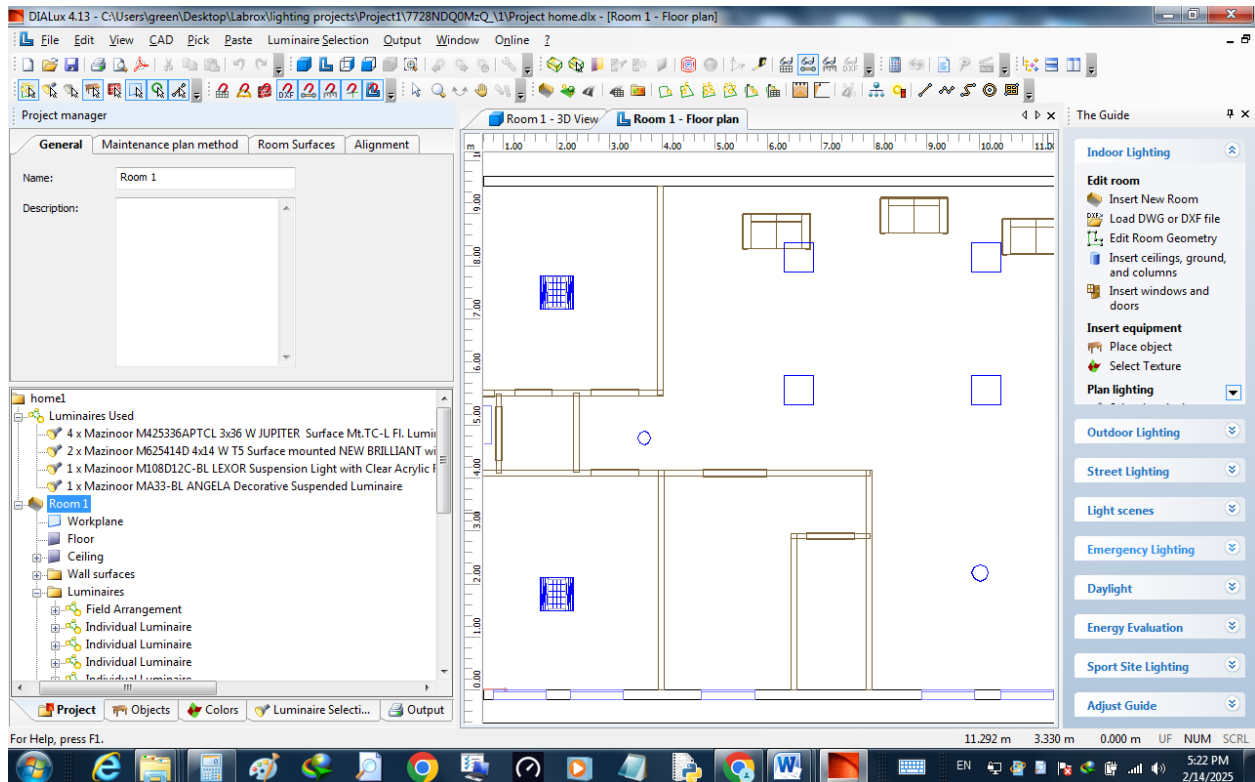 DIALux 4.13 - C:\Users\green\Desktop\Labrox\lighting projects\Project1\7728NDQ0MzQ_\1\Project home.dlx - [Room 1 - Floor plan]
File Edit View CAD Pick Paste Luminaire Selection Output Window Online ?
Project manager
General Maintenance plan method Room Surfaces Alignment
Name: Room 1
Description:
home1
Luminaires Used
4 x Mazinoor M425336APTCL 3x36 W JUPITER Surface Mt.TC-L Fl. Lumi
2 x Mazinoor M625414D 4x14 W T5 Surface mounted NEW BRILLIANT wi
1 x Mazinoor M108D12C-BL LEXOR Suspension Light with Clear Acrylic F
1 x Mazinoor MA33-BL ANGELA Decorative Suspended Luminaire
Room 1
Workplane
Floor
Ceiling
Wall surfaces
Luminaires
Field Arrangement
Individual Luminaire
Individual Luminaire
Individual Luminaire
Individual Luminaire
Project Objects Colors Luminaire Selecti... Output
Room 1 - 3D View Room 1 - Floor plan
m 1.00 2.00 3.00 4.00 5.00 6.00 7.00 8.00 9.00 10.00 11.0
9.00
8.00
7.00
6.00
5.00
4.00
3.00
2.00
1.00
0.00
The Guide
Indoor Lighting
Edit room
Insert New Room
DXF
Load DWG or DXF file
Edit Room Geometry
Insert ceilings, ground,
and columns
Insert windows and
doors
Insert equipment
Place object
Select Texture
Plan lighting
Outdoor Lighting
Street Lighting
Light scenes
Emergency Lighting
Daylight
Energy Evaluation
Sport Site Lighting
Adjust Guide
For Help, press F1.
11.292 m 3.330 m 0.000 m UF NUM SCRL
EN
5:22 PM
2/14/2025